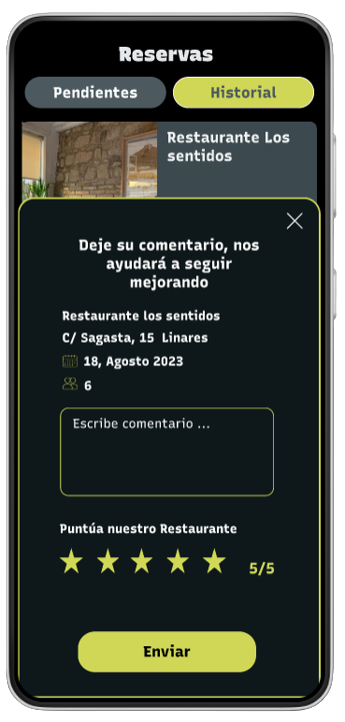 Reservas
Pendientes
Historial
Restaurante Los
sentidos
Deje su comentario, nos
ayudará a seguir
mejorando
Restaurante los sentidos
C/ Sagasta, 15 Linares
18, Agosto 2023
6
Escribe comentario ...
Puntúa nuestro Restaurante
5/5
Enviar